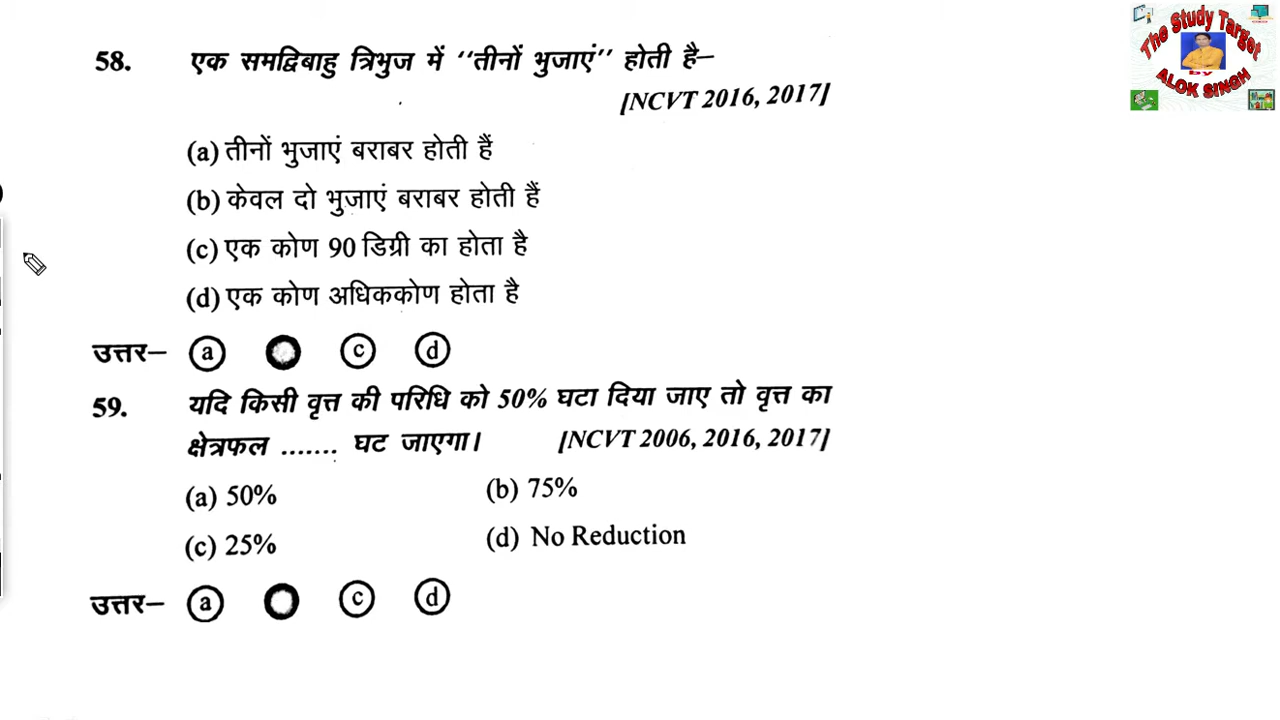 The Study Target
by
ALOK SINGH
58. एक समद्विबाहु त्रिभुज में ‘‘तीनों भुजाएं’’ होती है–
[NCVT 2016, 2017]
(a) तीनों भुजाएं बराबर होती हैं
(b) केवल दो भुजाएं बराबर होती हैं
(c) एक कोण 90 डिग्री का होता है
(d) एक कोण अधिककोण होता है
उत्तर– a c d
59. यदि किसी वृत्त की परिधि को 50% घटा दिया जाए तो वृत्त का
क्षेत्रफल ....... घट जाएगा। [NCVT 2006, 2016, 2017]
(a) 50% (b) 75%
(c) 25% (d) No Reduction
उत्तर– a c d